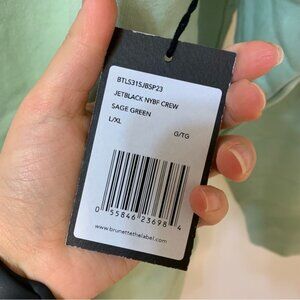 BTLS315JBSP23
JETBLACK NYBF CREW
SAGE GREEN
L/XL
G/TG
0 55846 23698 4
www.brunettethelabel.com